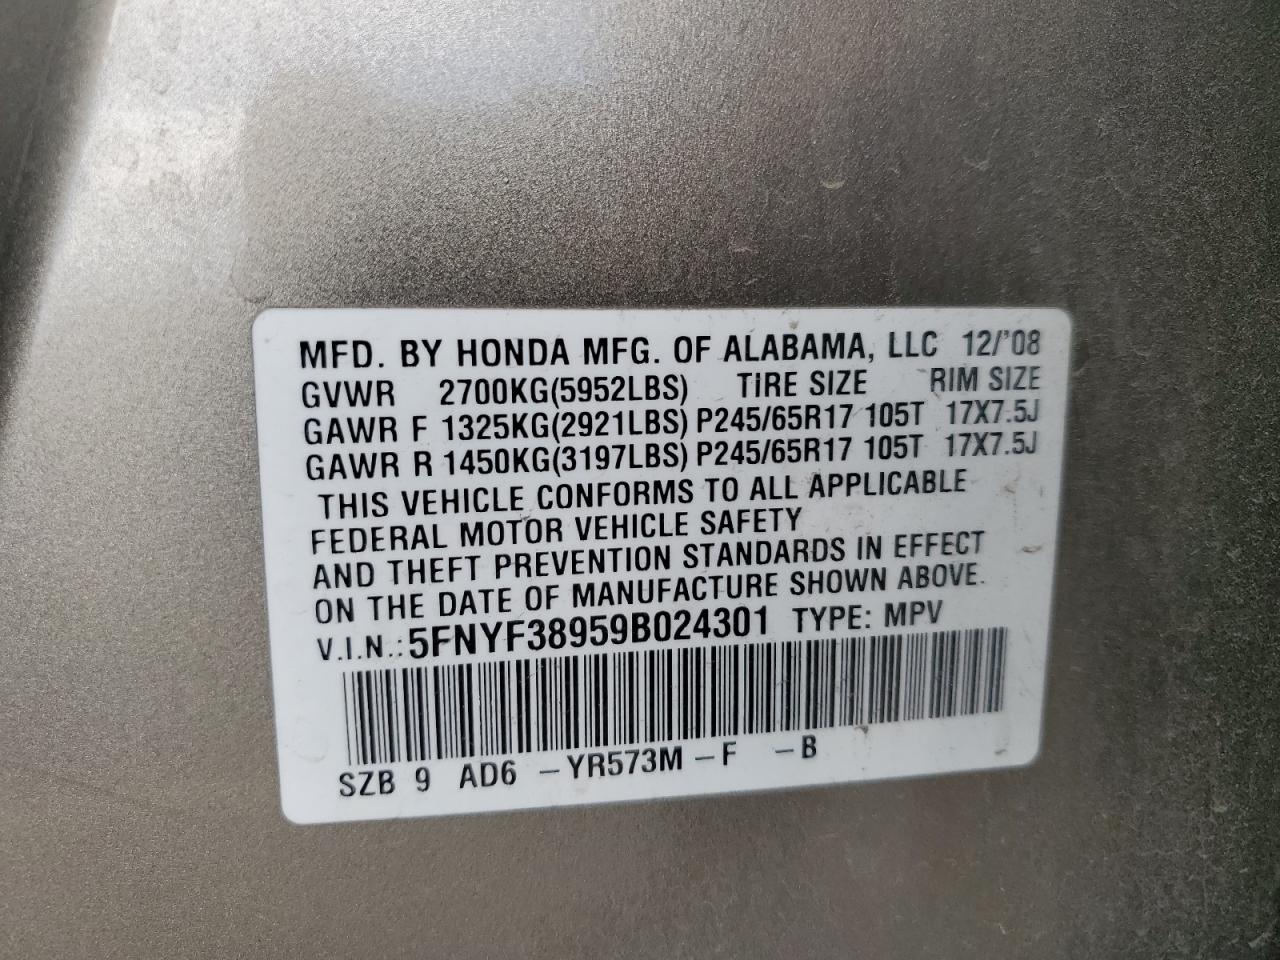 MFD. BY HONDA MFG. OF ALABAMA, LLC 12/'08
GVWR 2700KG(5952LBS) TIRE SIZE RIM SIZE
GAWR F 1325KG(2921LBS) P245/65R17 105T 17X7.5J
GAWR R 1450KG(3197LBS) P245/65R17 105T 17X7.5J
THIS VEHICLE CONFORMS TO ALL APPLICABLE
FEDERAL MOTOR VEHICLE SAFETY
AND THEFT PREVENTION STANDARDS IN EFFECT
ON THE DATE OF MANUFACTURE SHOWN ABOVE.
V.I.N.: 5FNYF38959B024301 TYPE: MPV
SZB 9 AD6 -YR573M-F -B